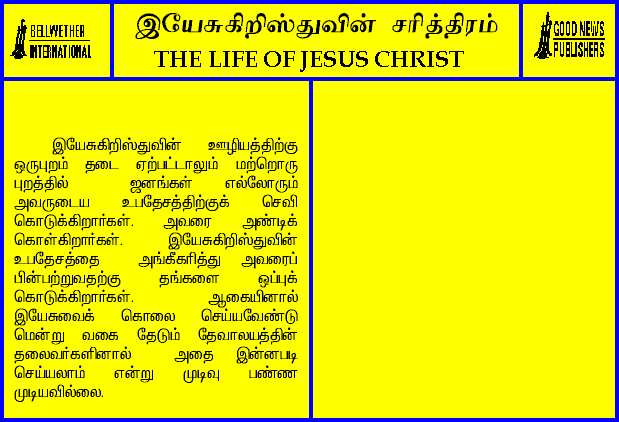 BELLWETHER
INTERNATIONAL
இயேசுகிறிஸ்துவின் சரித்திரம்
THE LIFE OF JESUS CHRIST
GOOD NEWS
PUBLISHERS
இயேசுகிறிஸ்துவின் ஊழியத்திற்கு
ஒருபுறம் தடை ஏற்பட்டாலும் மற்றொரு
புறத்தில் ஜனங்கள் எல்லோரும்
அவருடைய உபதேசத்திற்குக் செவி
கொடுக்கிறார்கள். அவரை அண்டிக்
கொள்கிறார்கள். இயேசுகிறிஸ்துவின்
உபதேசத்தை அங்கீகரித்து அவரைப்
பின்பற்றுவதற்கு தங்களை ஒப்புக்
கொடுக்கிறார்கள். ஆகையினால்
இயேசுவைக் கொலை செய்யவேண்டு
மென்று வகை தேடும் தேவாலயத்தின்
தலைவர்களினால் அதை இன்னபடி
செய்யலாம் என்று முடிவு பண்ண
முடியவில்லை.